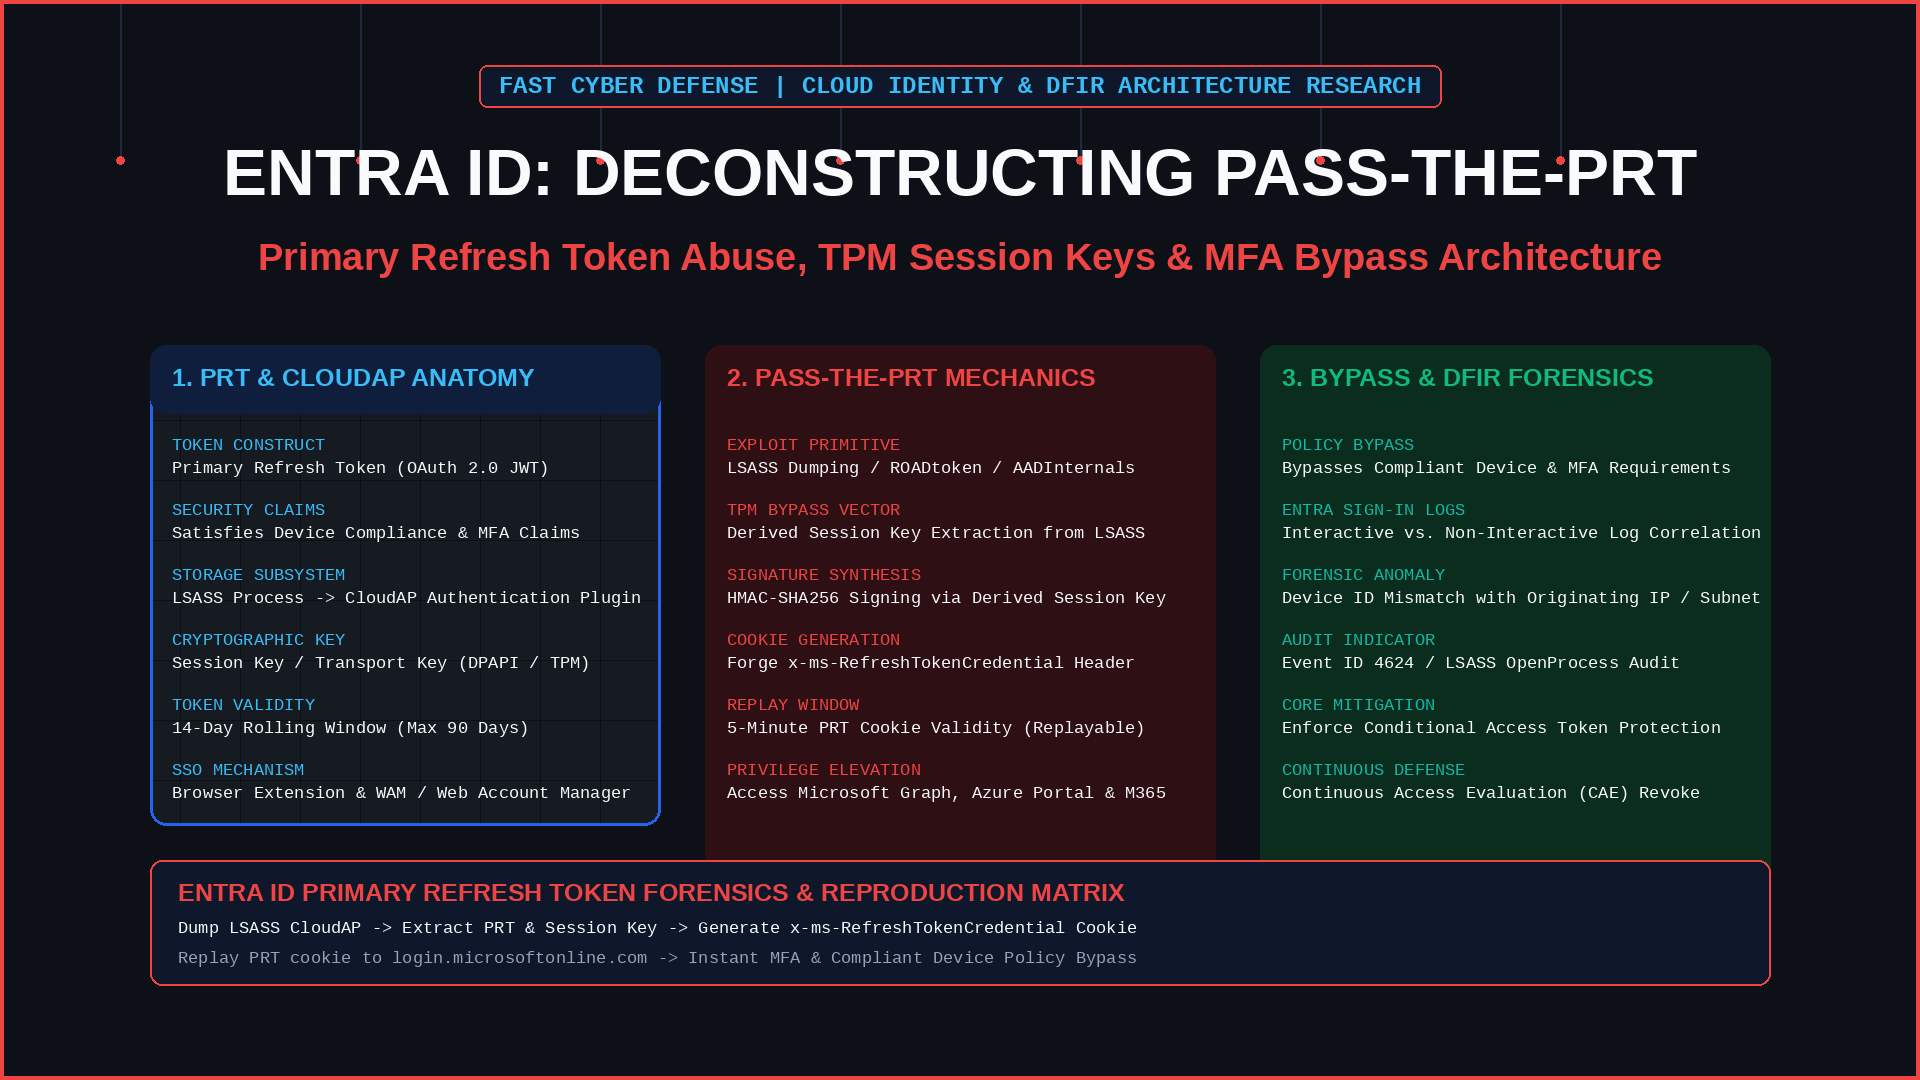 FAST CYBER DEFENSE | CLOUD IDENTITY & DFIR ARCHITECTURE RESEARCH
ENTRA ID: DECONSTRUCTING PASS-THE-PRT
Primary Refresh Token Abuse, TPM Session Keys & MFA Bypass Architecture
1. PRT & CLOUDAP ANATOMY
TOKEN CONSTRUCT
Primary Refresh Token (OAuth 2.0 JWT)
SECURITY CLAIMS
Satisfies Device Compliance & MFA Claims
STORAGE SUBSYSTEM
LSASS Process -> CloudAP Authentication Plugin
CRYPTOGRAPHIC KEY
Session Key / Transport Key (DPAPI / TPM)
TOKEN VALIDITY
14-Day Rolling Window (Max 90 Days)
SSO MECHANISM
Browser Extension & WAM / Web Account Manager
2. PASS-THE-PRT MECHANICS
EXPLOIT PRIMITIVE
LSASS Dumping / ROADtoken / AADInternals
TPM BYPASS VECTOR
Derived Session Key Extraction from LSASS
SIGNATURE SYNTHESIS
HMAC-SHA256 Signing via Derived Session Key
COOKIE GENERATION
Forge x-ms-RefreshTokenCredential Header
REPLAY WINDOW
5-Minute PRT Cookie Validity (Replayable)
PRIVILEGE ELEVATION
Access Microsoft Graph, Azure Portal & M365
3. BYPASS & DFIR FORENSICS
POLICY BYPASS
Bypasses Compliant Device & MFA Requirements
ENTRA SIGN-IN LOGS
Interactive vs. Non-Interactive Log Correlation
FORENSIC ANOMALY
Device ID Mismatch with Originating IP / Subnet
AUDIT INDICATOR
Event ID 4624 / LSASS OpenProcess Audit
CORE MITIGATION
Enforce Conditional Access Token Protection
CONTINUOUS DEFENSE
Continuous Access Evaluation (CAE) Revoke
ENTRA ID PRIMARY REFRESH TOKEN FORENSICS & REPRODUCTION MATRIX
Dump LSASS CloudAP -> Extract PRT & Session Key -> Generate x-ms-RefreshTokenCredential Cookie
Replay PRT cookie to login.microsoftonline.com -> Instant MFA & Compliant Device Policy Bypass